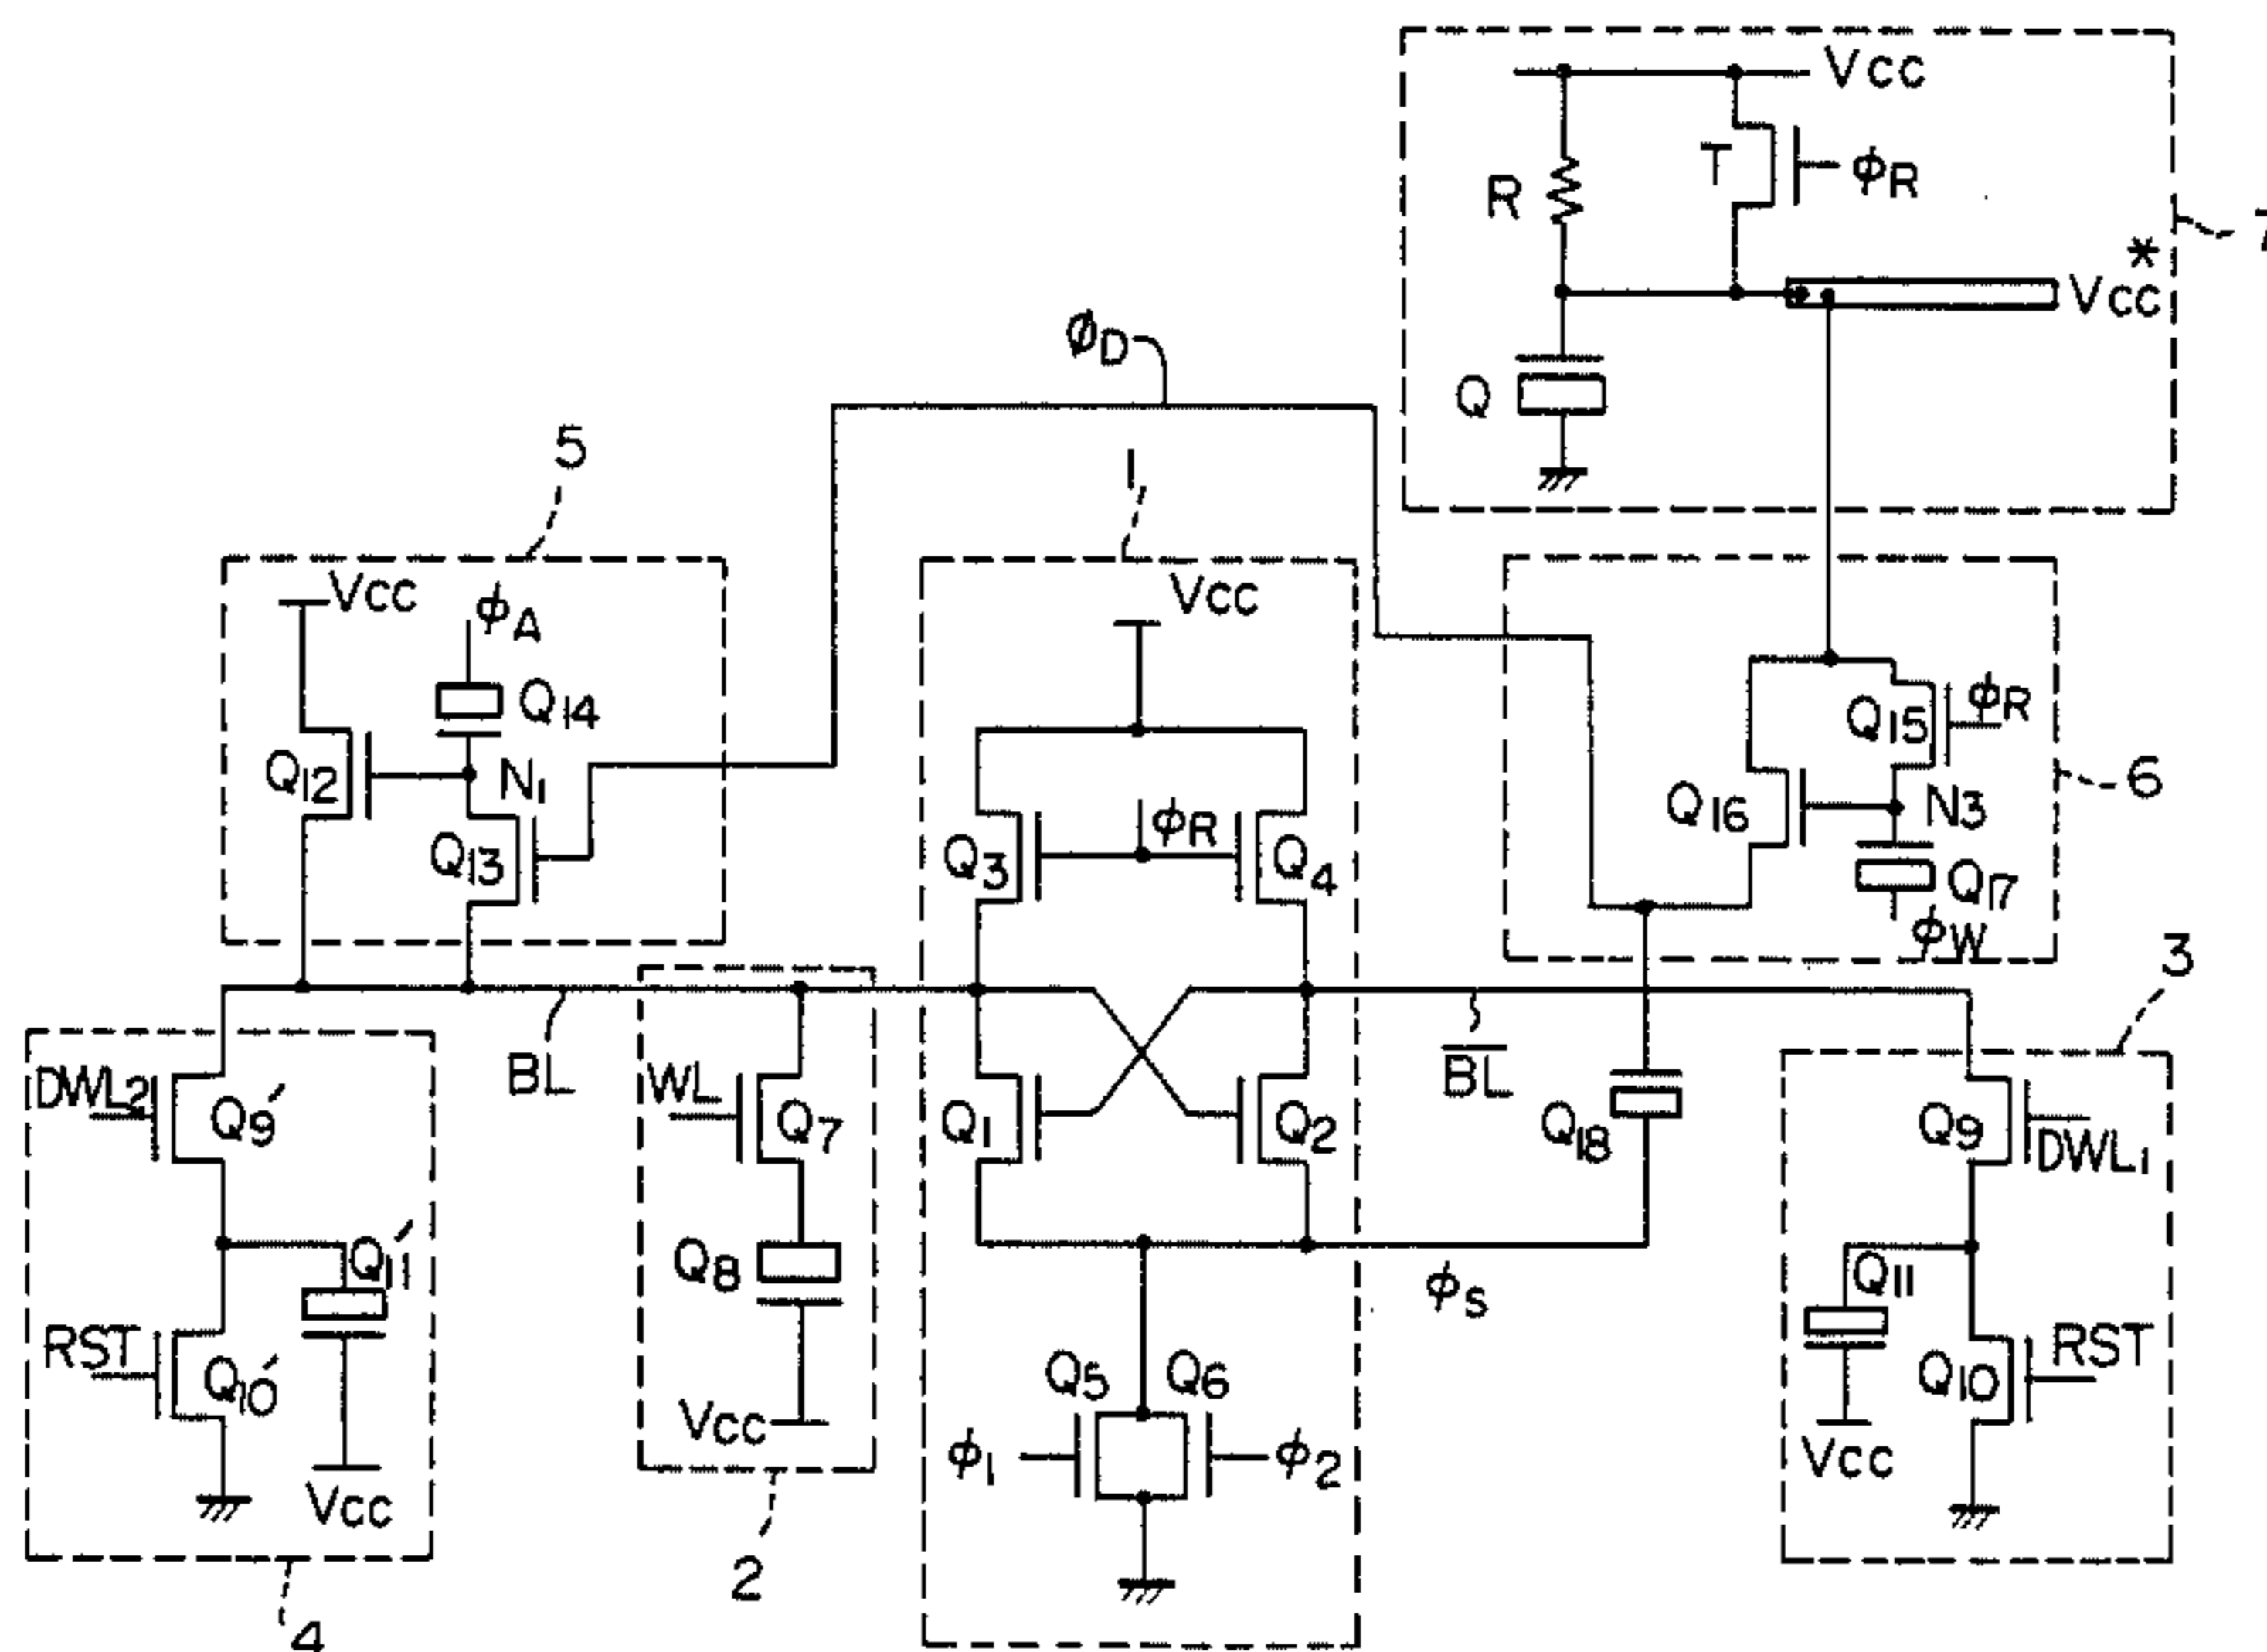 Vcc
R
T
ϕR
7
*
Vcc
ϕD
Q
5
1
Vcc
ϕA
Q14
Q12
N1
Q13
Vcc
ϕR
Q3
Q4
Q15
ϕR
Q16
N3
Q17
ϕW
6
3
DWL2
Q9'
BL
WL
Q7
Q1
Q2
B̅L̅
Q18
Q9
DWL1
Q11'
Q8
ϕS
Q11
RST
Q10'
Vcc
Q5
Q6
Q10
RST
Vcc
ϕ1
ϕ2
Vcc
2
4